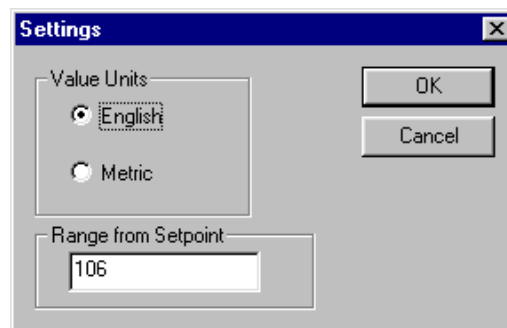 Settings
Value Units
English
Metric
OK
Cancel
Range from Setpoint
106